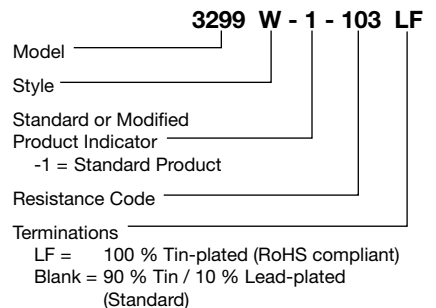 3299 W - 1 - 103 LF
Model
Style
Standard or Modified
Product Indicator
-1 = Standard Product
Resistance Code
Terminations
LF = 100 % Tin-plated (RoHS compliant)
Blank = 90 % Tin / 10 % Lead-plated
(Standard)